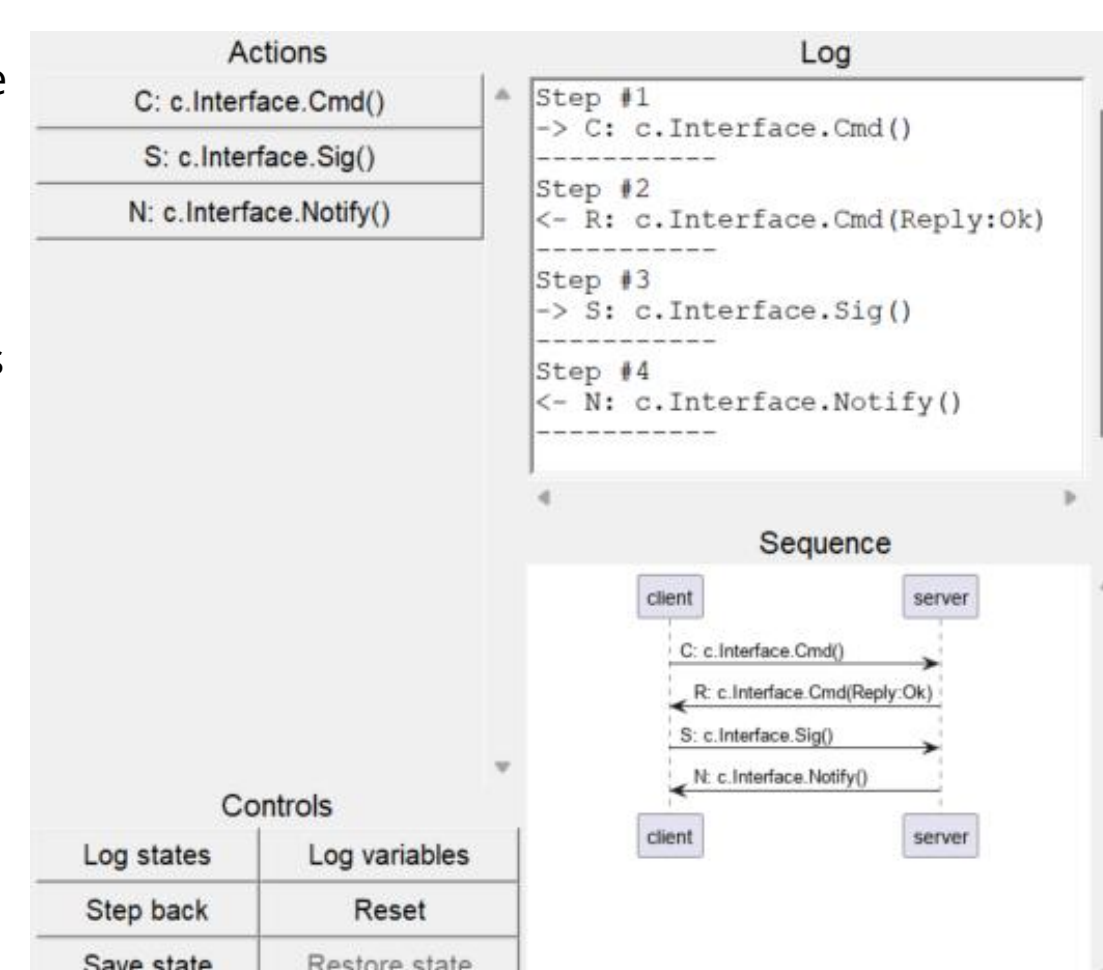 Actions
C: c.Interface.Cmd()
S: c.Interface.Sig()
N: c.Interface.Notify()
Log
Step #1
-> C: c.Interface.Cmd()
-----------
Step #2
<- R: c.Interface.Cmd(Reply:Ok)
-----------
Step #3
-> S: c.Interface.Sig()
-----------
Step #4
<- N: c.Interface.Notify()
-----------
Sequence
client server
C: c.Interface.Cmd()
R: c.Interface.Cmd(Reply:Ok)
S: c.Interface.Sig()
N: c.Interface.Notify()
client server
Controls
Log states Log variables
Step back Reset
Save state Restore state